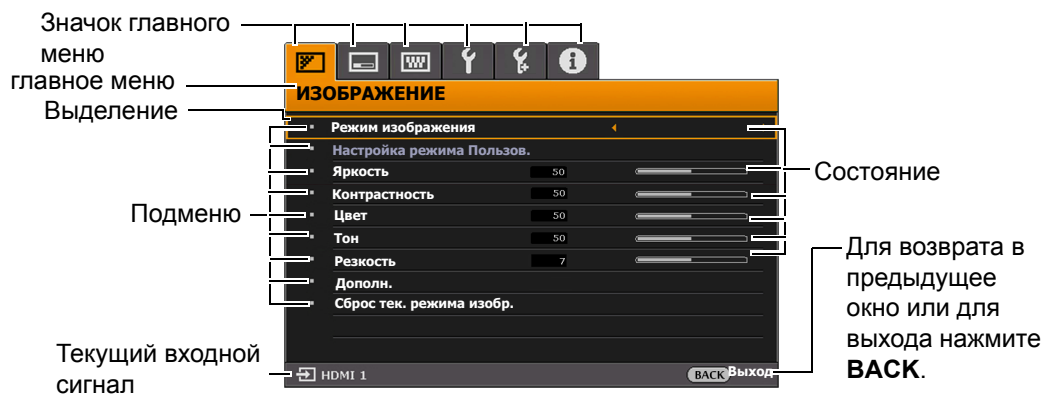 Значок главного
меню
главное меню
Выделение
ИЗОБРАЖЕНИЕ
Режим изображения
Настройка режима Пользов.
Яркость 50
Контрастность 50
Цвет 50
Тон 50
Резкость 7
Дополн.
Сброс тек. режима изобр.
Подменю
Состояние
Для возврата в
предыдущее
окно или для
выхода нажмите
BACK.
Текущий входной
сигнал
HDMI 1
BACK Выход